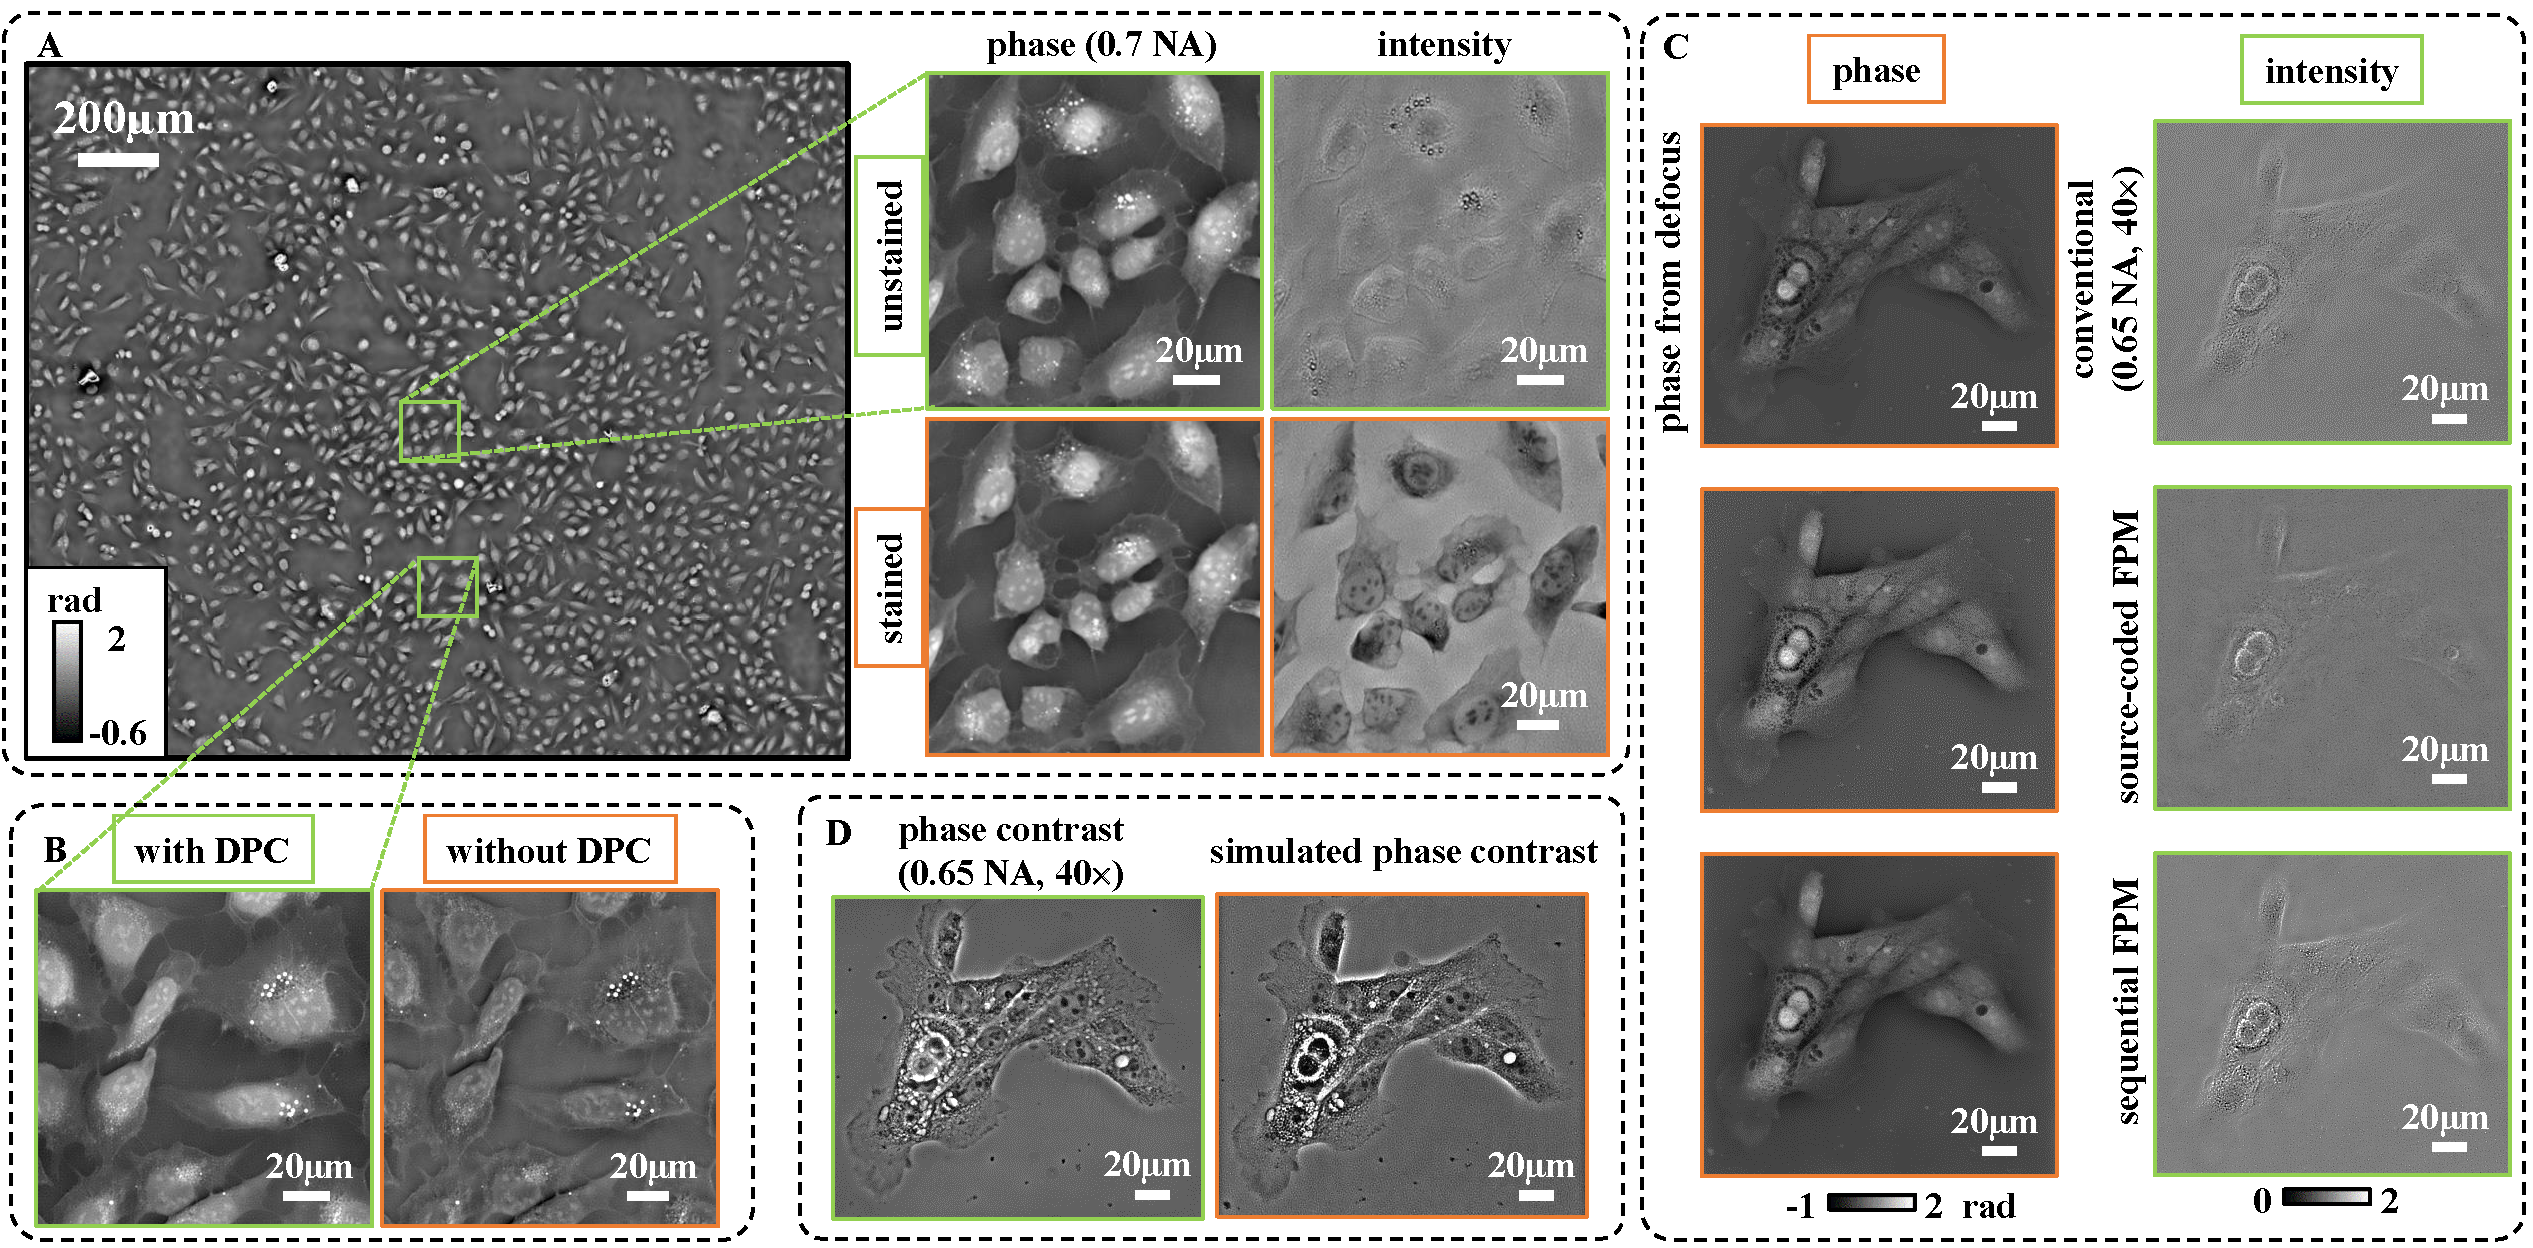 A
phase (0.7 NA)
intensity
200μm
unstained
20μm
20μm
stained
20μm
rad
2
-0.6
B
with DPC
without DPC
20μm
20μm
C
phase
intensity
phase from defocus
conventional
(0.65 NA, 40×)
20μm
20μm
source-coded FPM
20μm
20μm
sequential FPM
20μm
20μm
-1
2 rad
0
2
D
phase contrast
(0.65 NA, 40×)
simulated phase contrast
20μm
20μm